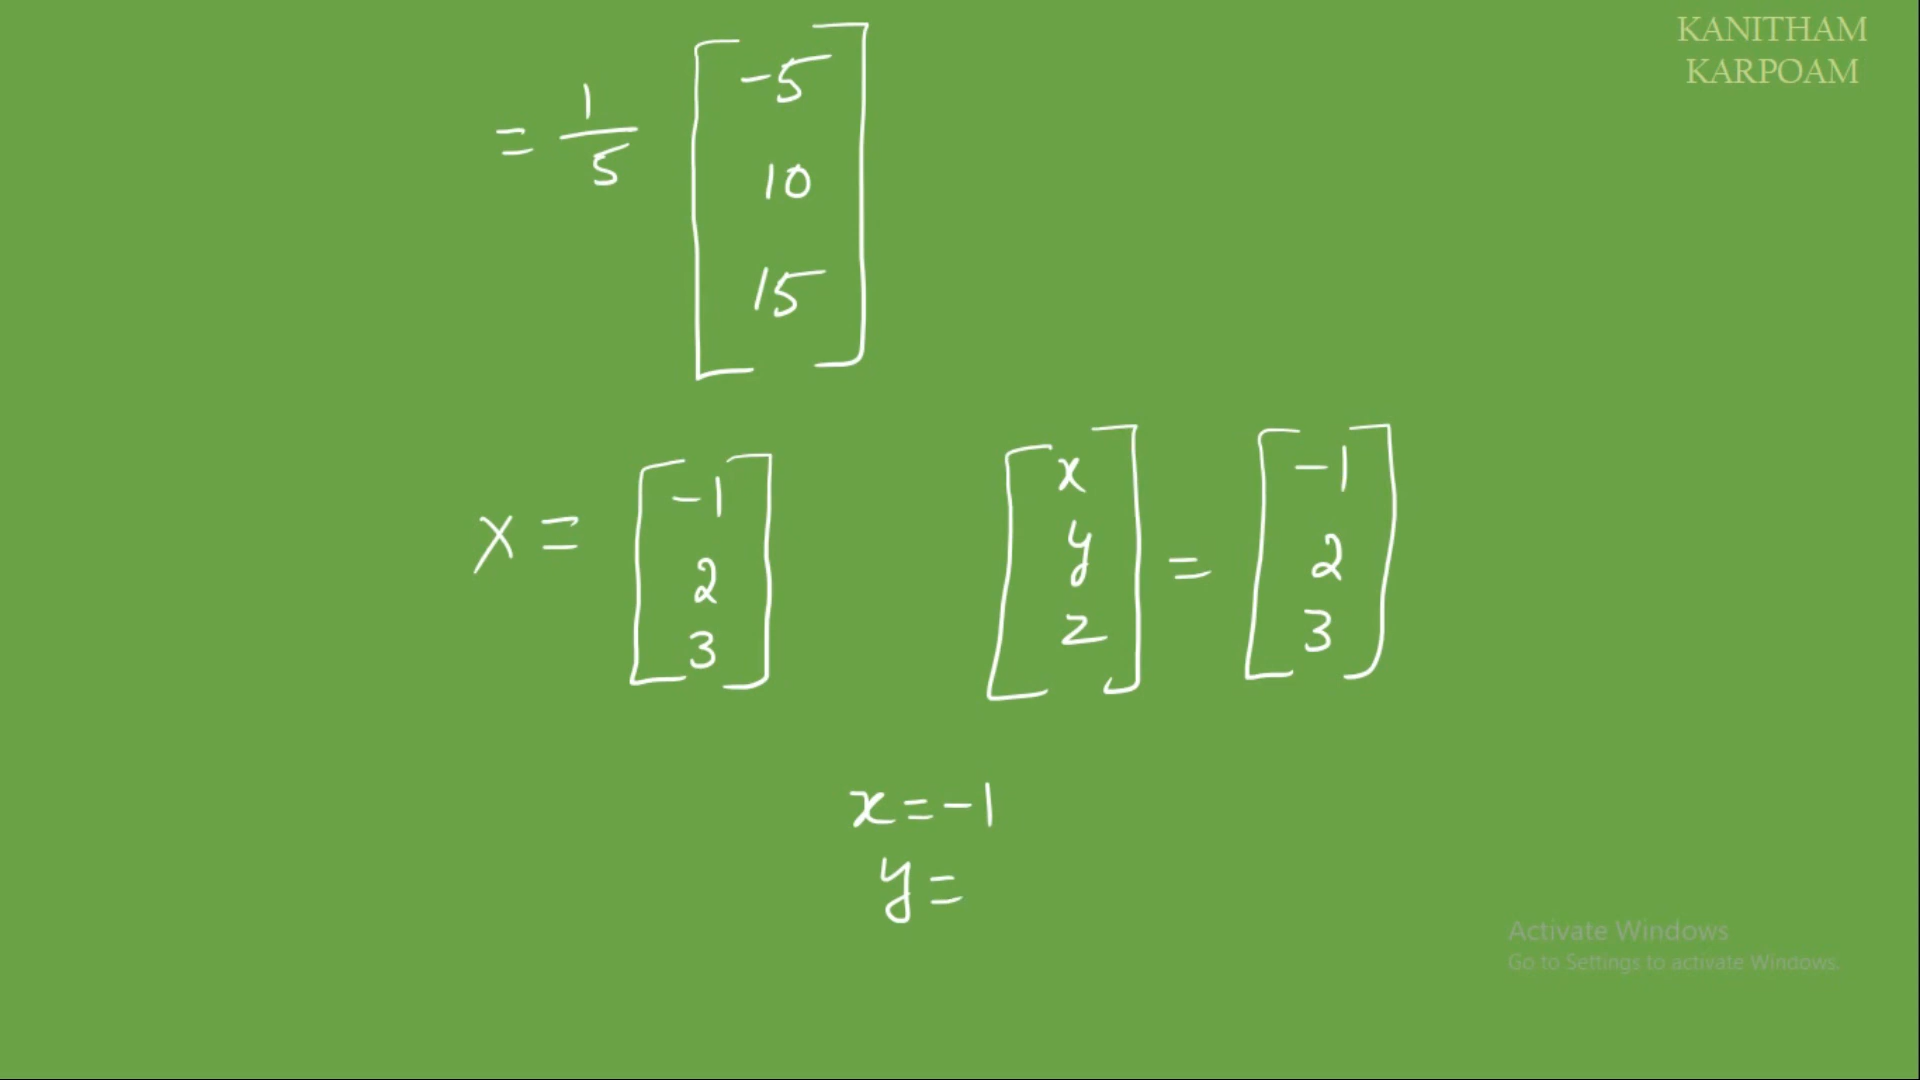 KANITHAM
KARPOAM
= 1/5 [-5
10
15]
X = [-1
2
3]
[x
y
z] = [-1
2
3]
x = -1
y =
Activate Windows
Go to Settings to activate Windows.